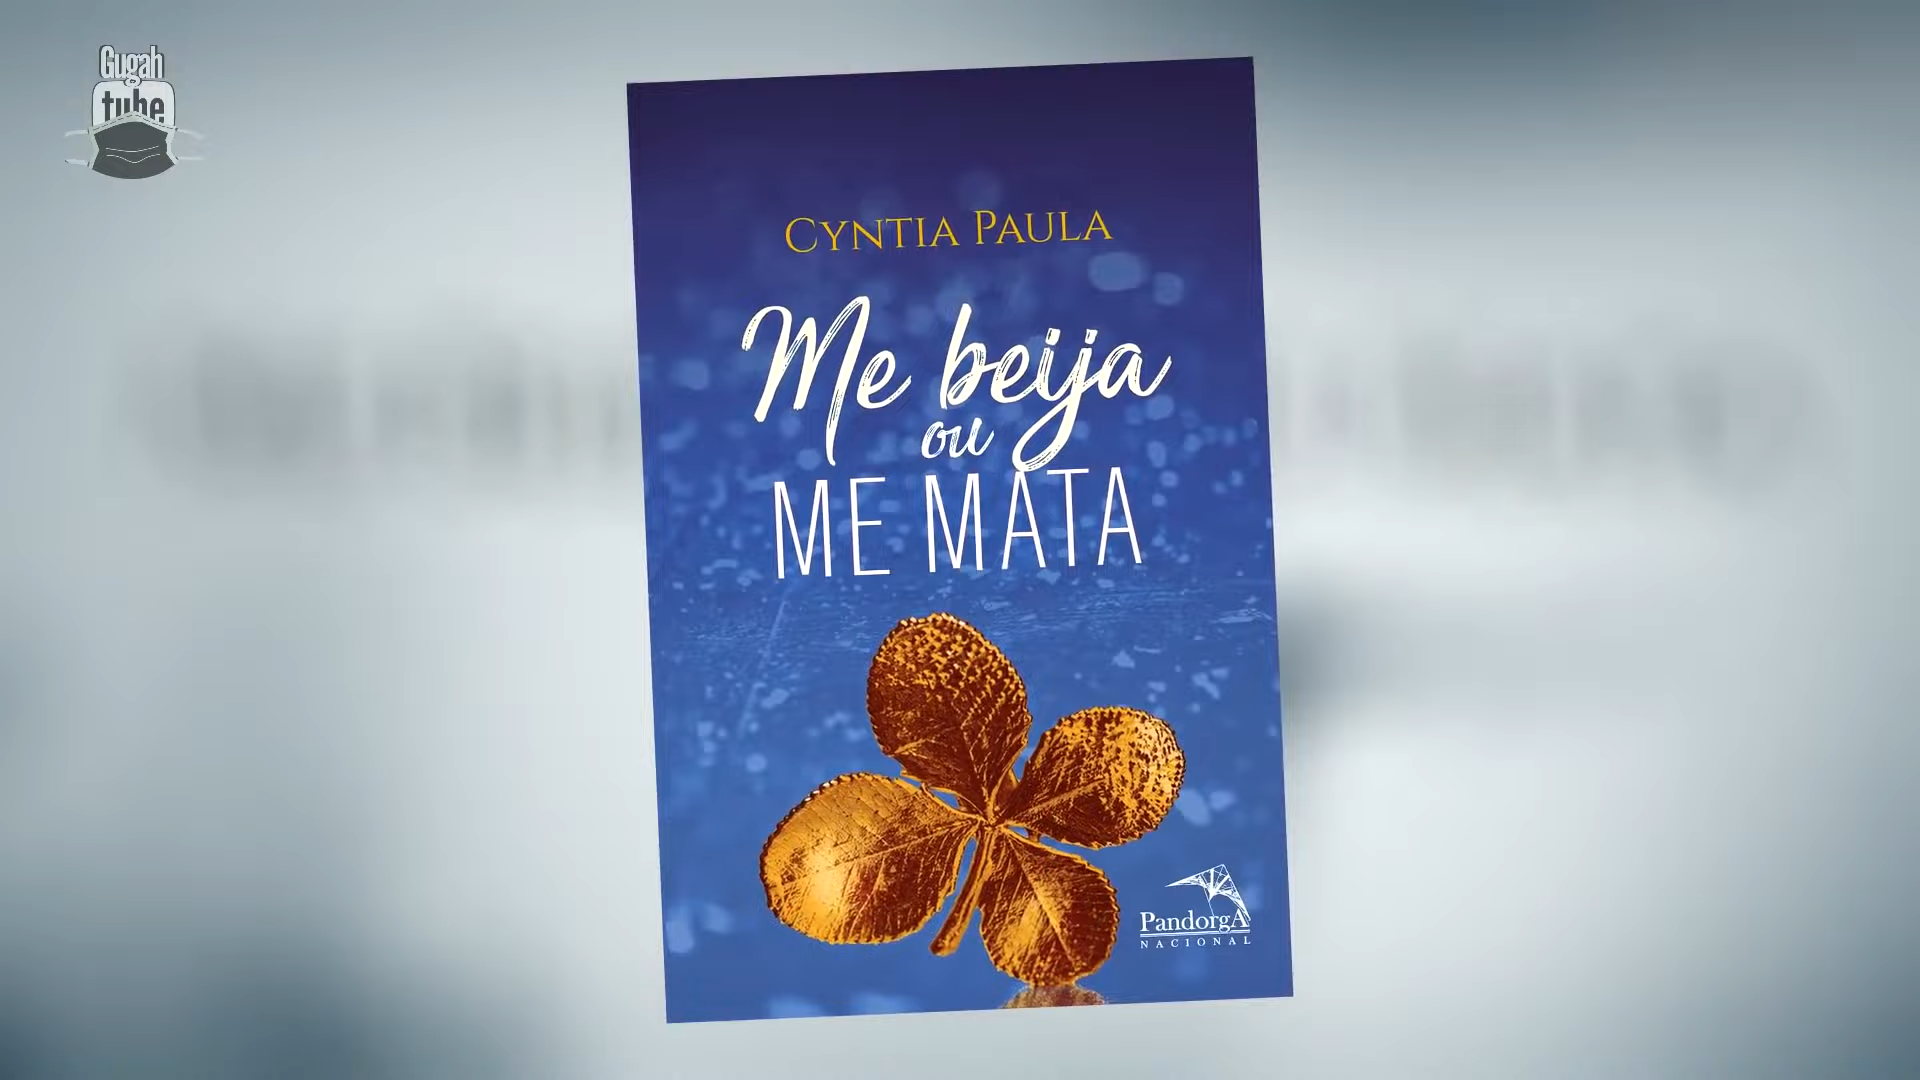 Gugah
tube
CYNTIA PAULA
Me beija
ou
ME MATA
PandorgA
NACIONAL